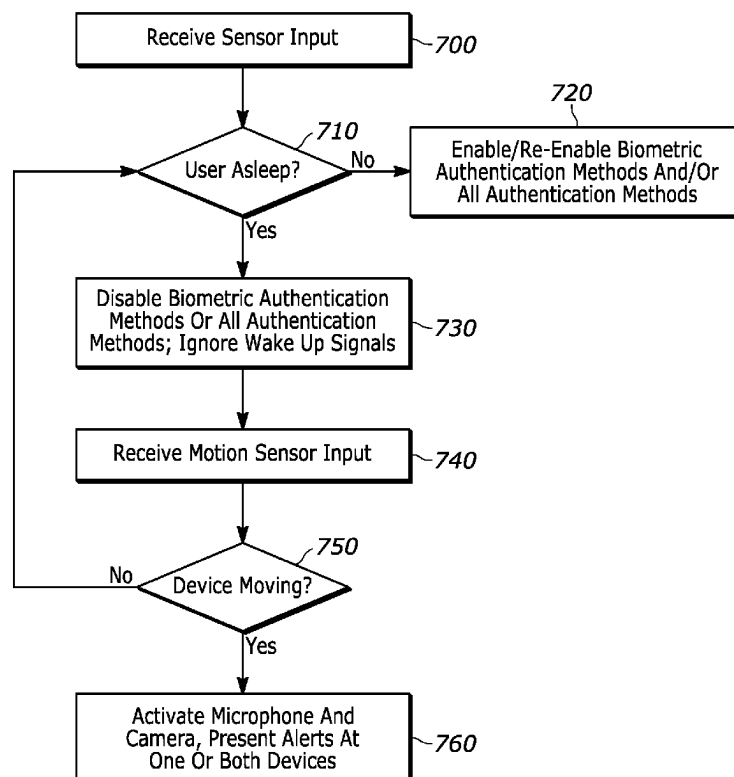 Receive Sensor Input
700
710
User Asleep?
No
720
Enable/Re-Enable Biometric
Authentication Methods And/Or
All Authentication Methods
Yes
Disable Biometric Authentication
Methods Or All Authentication
Methods; Ignore Wake Up Signals
730
Receive Motion Sensor Input
740
750
No
Device Moving?
Yes
Activate Microphone And
Camera, Present Alerts At
One Or Both Devices
760